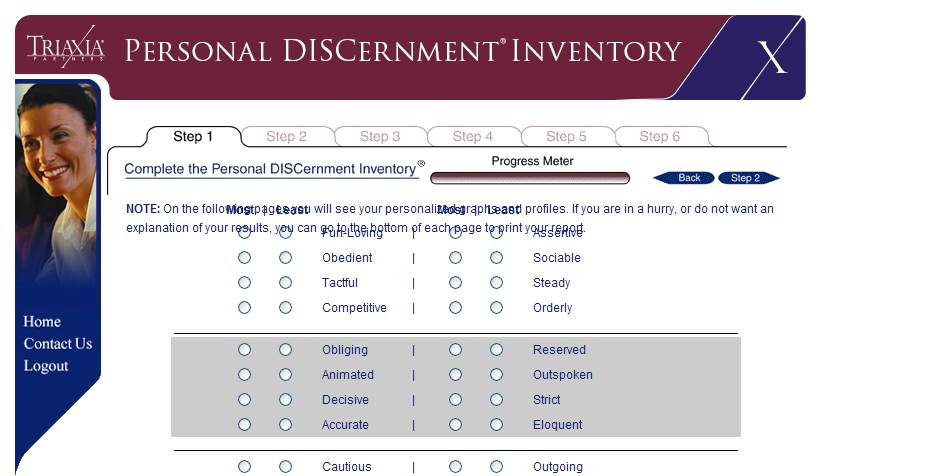 TRIAXIA®
PARTNERS
PERSONAL DISCERNMENT® INVENTORY
X
Step 1 Step 2 Step 3 Step 4 Step 5 Step 6
Complete the Personal DISCernment Inventory®
Progress Meter
Back Step 2
NOTE: On the following pages you will see your personalized graphs and profiles. If you are in a hurry, or do not want an
explanation of your results, you can go to the bottom of each page to print your report.
Most | Least Most | Least
Fun-Loving | Assertive
Obedient | Sociable
Tactful | Steady
Competitive | Orderly
Obliging | Reserved
Animated | Outspoken
Decisive | Strict
Accurate | Eloquent
Cautious | Outgoing
Home
Contact Us
Logout